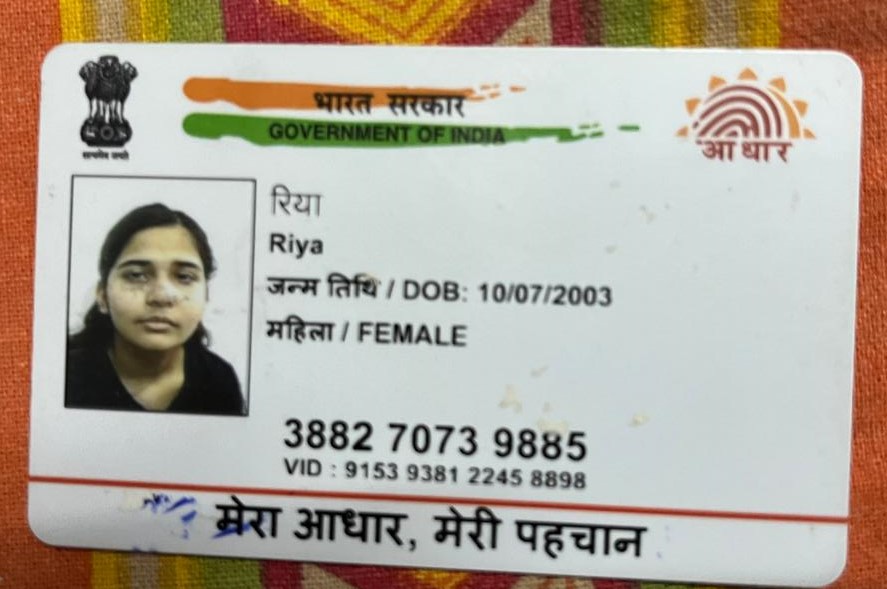 भारत सरकार
GOVERNMENT OF INDIA
सत्यमेव जयते
आधार
रिया
Riya
जन्म तिथि / DOB: 10/07/2003
महिला / FEMALE
3882 7073 9885
VID : 9153 9381 2245 8898
मेरा आधार, मेरी पहचान